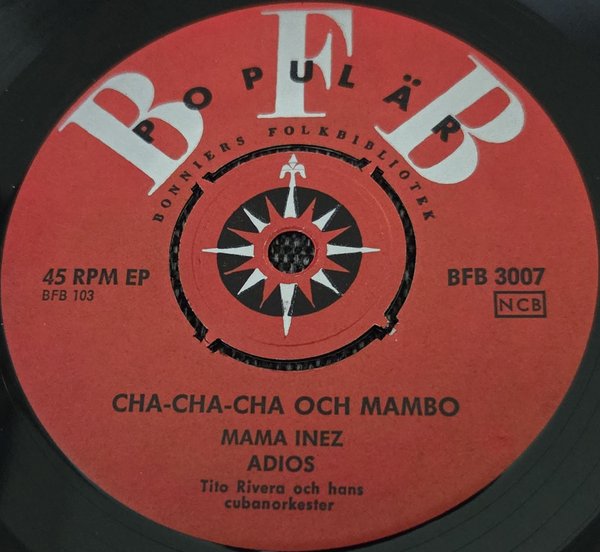 BFB
POPULÄR
BONNIERS FOLKBIBLIOTEK
45 RPM EP
BFB 103
BFB 3007
NCB
CHA-CHA-CHA OCH MAMBO
MAMA INEZ
ADIOS
Tito Rivera och hans
cubanorkester